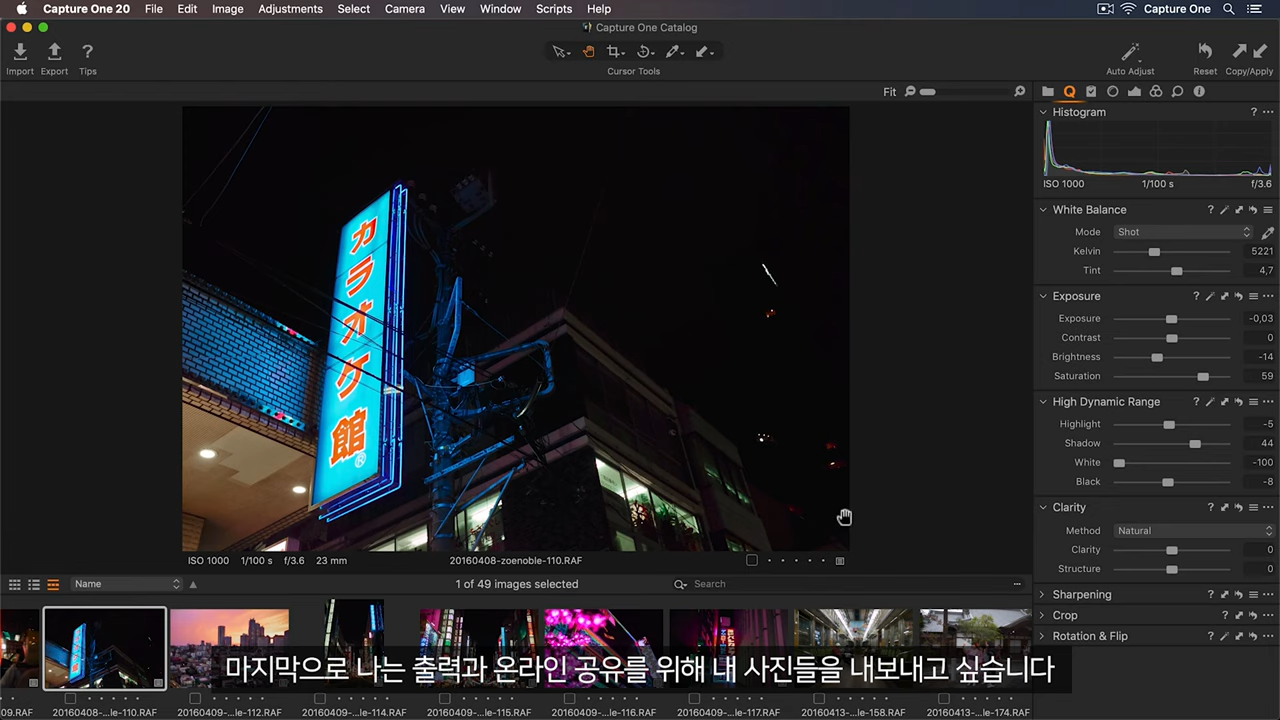 Capture One 20 File Edit Image Adjustments Select Camera View Window Scripts Help Capture One
Capture One Catalog
Import Export Tips Cursor Tools Auto Adjust Reset Copy/Apply
Fit
Histogram ? ...
ISO 1000 1/100 s f/3.6
White Balance ?
Mode Shot
Kelvin 5221
Tint 4,7
Exposure ? ...
Exposure -0,03
Contrast 0
Brightness -14
Saturation 59
High Dynamic Range ? ...
Highlight -5
Shadow 44
White -100
Black -8
Clarity ? ...
Method Natural
Clarity 0
Structure 0
Sharpening ? ...
Crop ? ...
Rotation & Flip ? ...
カラオケ館
®
ISO 1000 1/100 s f/3.6 23 mm 20160408-zoenoble-110.RAF
Name 1 of 49 images selected Search ...
마지막으로 나는 출력과 온라인 공유를 위해 내 사진들을 내보내고 싶습니다
09.RAF 20160408-...le-110.RAF 20160409-...le-112.RAF 20160409-...le-114.RAF 20160409-...le-115.RAF 20160409-...le-116.RAF 20160409-...le-117.RAF 20160413-...le-158.RAF 20160413-...le-174.RAF